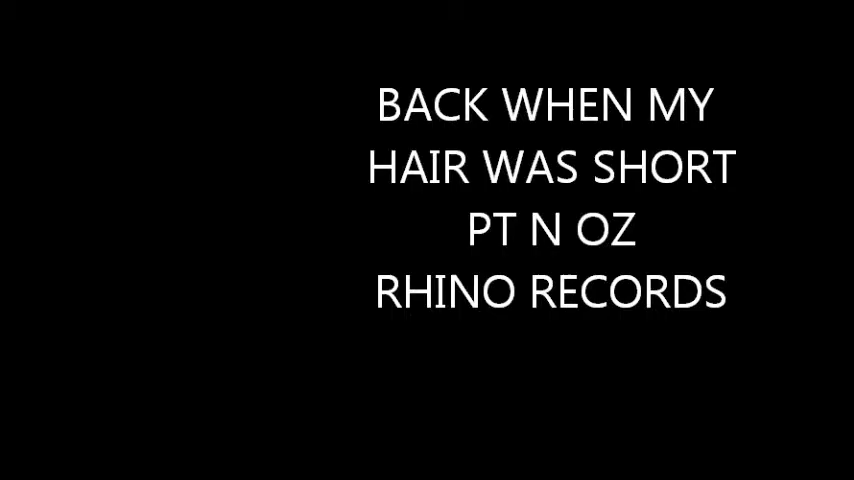 BACK WHEN MY
HAIR WAS SHORT
PT N OZ
RHINO RECORDS